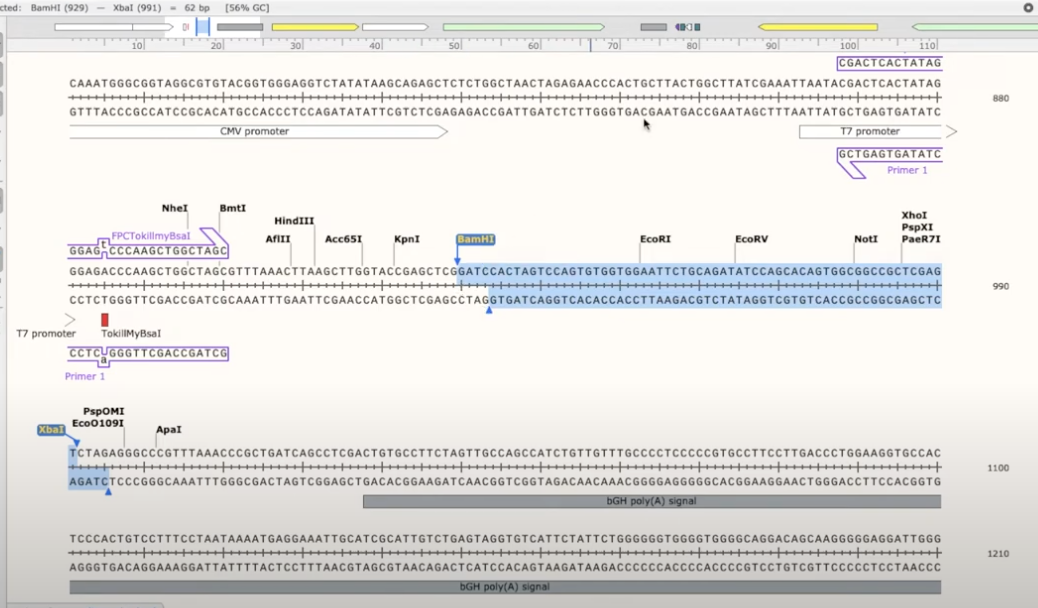 cted: BamHI (929) — XbaI (991) = 62 bp [56% GC]
10 20 30 40 50 60 70 80 90 100 110
CGACTCACTATAG
CAAATGGGCGGTAGGCGTGTACGGTGGGAGGTCTATATAAGCAGAGCTCTCTGGCTAACTAGAGAACCCACTGCTTACTGGCTTATCGAAATTAATACGACTCACTATAG
880
GTTTACCCGCCATCCGCACATGCCACCCTCCAGATATATTCGTCTCGAGAGACCGATTGATCTCTTGGGTGACGAATGACCGAATAGCTTTAATTATGCTGAGTGATATC
CMV promoter T7 promoter
GCTGAGTGATATC
Primer 1
XhoI
NheI BmtI PspXI
HindIII
FPCTokillmyBsaI AflII Acc65I KpnI BamHI EcoRI EcoRV NotI PaeR7I
t
GGAG CCCAAGCTGGCTAGC
GGAGACCCAAGCTGGCTAGCGTTTAAACTTAAGCTTGGTACCGAGCTCGGATCCACTAGTCCAGTGTGGTGGAATTCTGCAGATATCCAGCACAGTGGCGGCCGCTCGAG
990
CCTCTGGGTTCGACCGATCGCAAATTTGAATTCGAACCATGGCTCGAGCCTAGGTGATCAGGTCACACCACCTTAAGACGTCTATAGGTCGTGTCACCGCCGGCGAGCTC
T7 promoter TokillMyBsaI
CCTC GGGTTCGACCGATCG
a
Primer 1
PspOMI
XbaI EcoO109I ApaI
TCTAGAGGGCCCGTTTAAACCCGCTGATCAGCCTCGACTGTGCCTTCTAGTTGCCAGCCATCTGTTGTTTGCCCCTCCCCCGTGCCTTCCTTGACCCTGGAAGGTGCCAC
1100
AGATCTCCCGGGCAAATTTGGGCGACTAGTCGGAGCTGACACGGAAGATCAACGGTCGGTAGACAACAAACGGGGAGGGGGCACGGAAGGAACTGGGACCTTCCACGGTG
bGH poly(A) signal
TCCCACTGTCCTTTCCTAATAAAATGAGGAAATTGCATCGCATTGTCTGAGTAGGTGTCATTCTATTCTGGGGGGTGGGGTGGGGCAGGACAGCAAGGGGGAGGATTGGG
1210
AGGGTGACAGGAAAGGATTATTTTACTCCTTTAACGTAGCGTAACAGACTCATCCACAGTAAGATAAGACCCCCCACCCCACCCCGTCCTGTCGTTCCCCCTCCTAACCC
bGH poly(A) signal